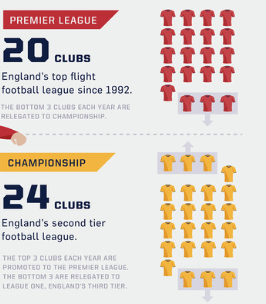 PREMIER LEAGUE
20 CLUBS
England's top flight
football league since 1992.
THE BOTTOM 3 CLUBS EACH YEAR ARE
RELEGATED TO CHAMPIONSHIP.
CHAMPIONSHIP
24 CLUBS
England's second tier
football league.
THE TOP 3 CLUBS EACH YEAR ARE
PROMOTED TO THE PREMIER LEAGUE.
THE BOTTOM 3 ARE RELEGATED TO
LEAGUE ONE, ENGLAND'S THIRD TIER.